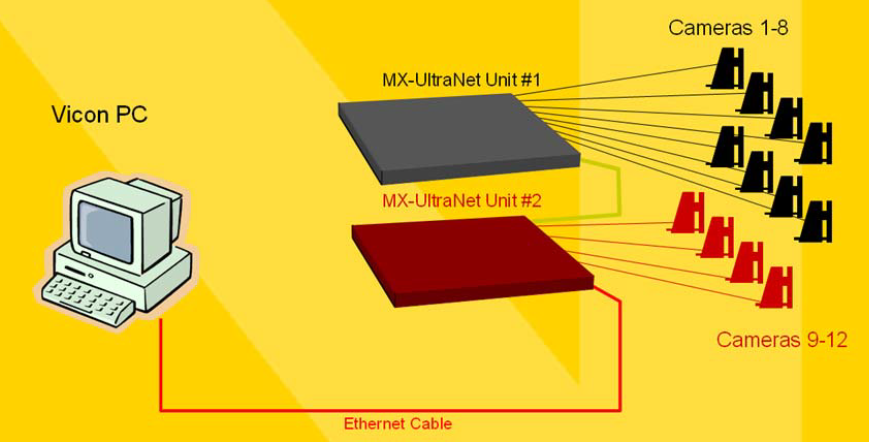 Cameras 1-8
MX-UltraNet Unit #1
Vicon PC
MX-UltraNet Unit #2
Cameras 9-12
Ethernet Cable